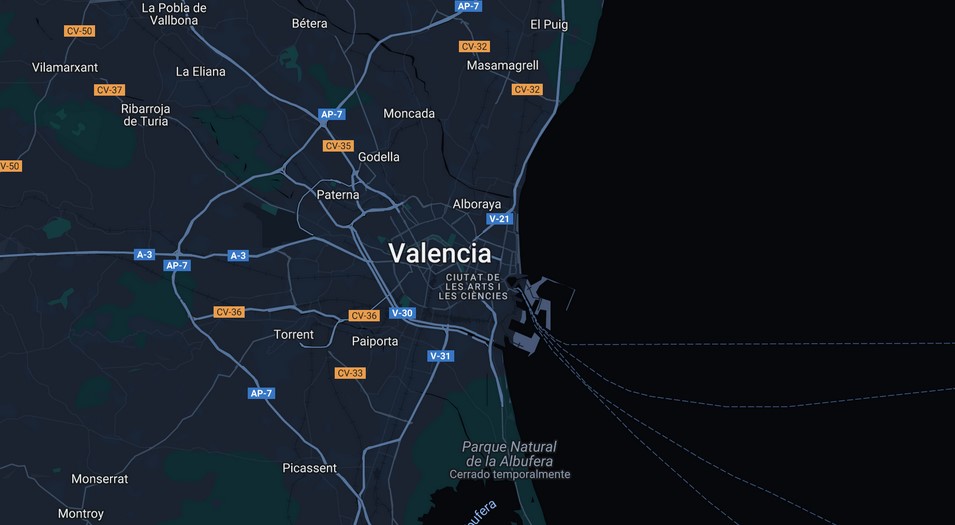 La Pobla de
Vallbona
Bétera
AP-7
El Puig
CV-50
CV-32
Vilamarxant
La Eliana
Masamagrell
CV-37
CV-32
Ribarroja
de Turia
AP-7
Moncada
CV-35
Godella
V-50
Paterna
Alboraya
V-21
A-3
A-3
Valencia
AP-7
CIUTAT DE
LES ARTS I
LES CIÈNCIES
CV-36
CV-36
V-30
Torrent
Paiporta
V-31
CV-33
AP-7
Parque Natural
de la Albufera
Cerrado temporalmente
Picassent
Monserrat
Montroy